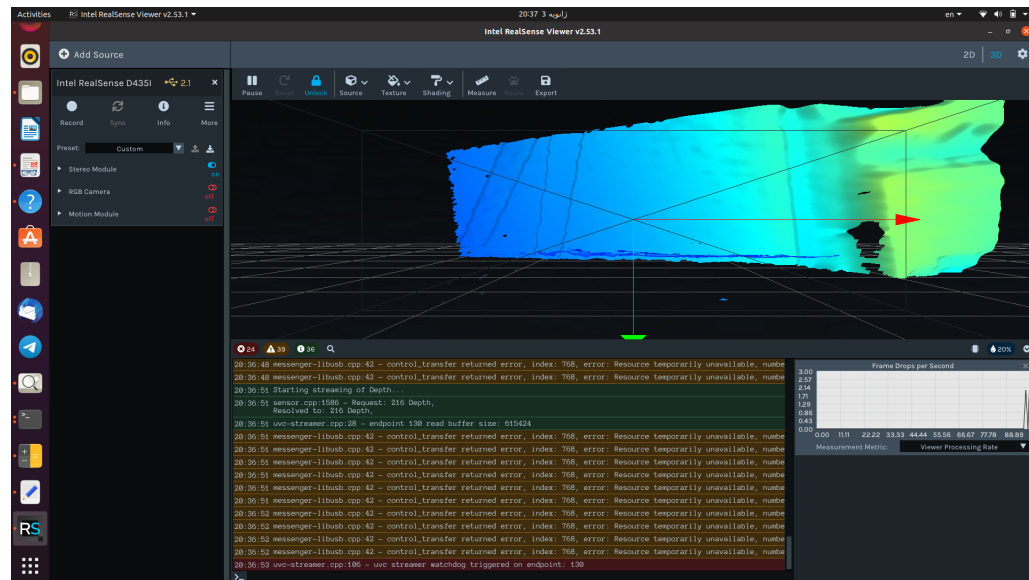 Activities
RS Intel RealSense Viewer v2.53.1
20:37 3 ژانویه
en
Intel RealSense Viewer v2.53.1
Add Source
2D
3D
Intel RealSense D435I
2.1
Record
Sync
Info
More
Preset:
Custom
Stereo Module
on
RGB Camera
off
Motion Module
off
Pause
Reset
Unlock
Source
Texture
Shading
Measure
Route
Export
24
39
36
20%
20:36:48 messenger-libusb.cpp:42 - control_transfer returned error, index: 768, error: Resource temporarily unavailable, numbe
20:36:48 messenger-libusb.cpp:42 - control_transfer returned error, index: 768, error: Resource temporarily unavailable, numbe
20:36:51 Starting streaming of Depth...
20:36:51 sensor.cpp:1586 - Request: Z16 Depth,
Resolved to: Z16 Depth,
20:36:51 uvc-streamer.cpp:28 - endpoint 130 read buffer size: 615424
20:36:51 messenger-libusb.cpp:42 - control_transfer returned error, index: 768, error: Resource temporarily unavailable, numbe
20:36:51 messenger-libusb.cpp:42 - control_transfer returned error, index: 768, error: Resource temporarily unavailable, numbe
20:36:51 messenger-libusb.cpp:42 - control_transfer returned error, index: 768, error: Resource temporarily unavailable, numbe
20:36:51 messenger-libusb.cpp:42 - control_transfer returned error, index: 768, error: Resource temporarily unavailable, numbe
20:36:51 messenger-libusb.cpp:42 - control_transfer returned error, index: 768, error: Resource temporarily unavailable, numbe
20:36:51 messenger-libusb.cpp:42 - control_transfer returned error, index: 768, error: Resource temporarily unavailable, numbe
20:36:52 messenger-libusb.cpp:42 - control_transfer returned error, index: 768, error: Resource temporarily unavailable, numbe
20:36:52 messenger-libusb.cpp:42 - control_transfer returned error, index: 768, error: Resource temporarily unavailable, numbe
20:36:52 messenger-libusb.cpp:42 - control_transfer returned error, index: 768, error: Resource temporarily unavailable, numbe
20:36:52 messenger-libusb.cpp:42 - control_transfer returned error, index: 768, error: Resource temporarily unavailable, numbe
20:36:53 uvc-streamer.cpp:106 - uvc streamer watchdog triggered on endpoint: 130
Frame Drops per Second
3.00
2.57
2.14
1.71
1.29
0.86
0.43
0.00
0.00 11.11 22.22 33.33 44.44 55.56 66.67 77.78 88.89
Measurement Metric:
Viewer Processing Rate
RS